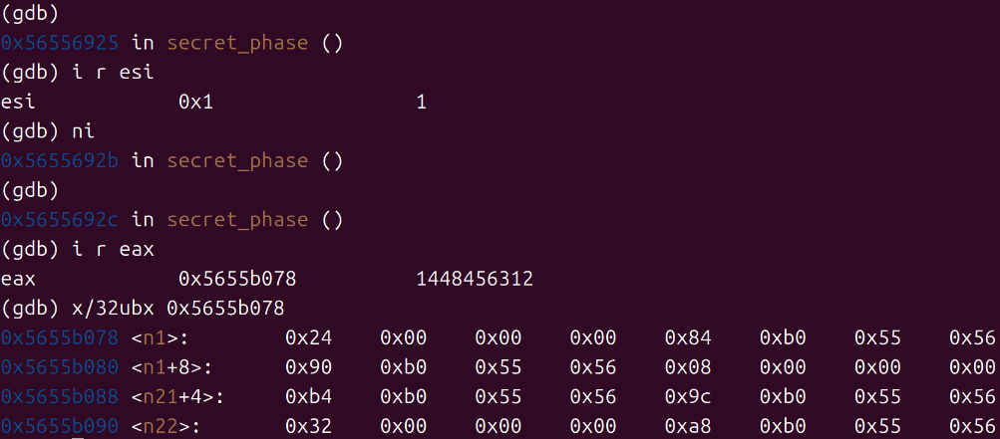 (gdb)
0x56556925 in secret_phase ()
(gdb) i r esi
esi            0x1                 1
(gdb) ni
0x5655692b in secret_phase ()
(gdb)
0x5655692c in secret_phase ()
(gdb) i r eax
eax            0x5655b078          1448456312
(gdb) x/32ubx 0x5655b078
0x5655b078 <n1>:        0x24    0x00    0x00    0x00    0x84    0xb0    0x55    0x56
0x5655b080 <n1+8>:      0x90    0xb0    0x55    0x56    0x08    0x00    0x00    0x00
0x5655b088 <n21+4>:     0xb4    0xb0    0x55    0x56    0x9c    0xb0    0x55    0x56
0x5655b090 <n22>:       0x32    0x00    0x00    0x00    0xa8    0xb0    0x55    0x56